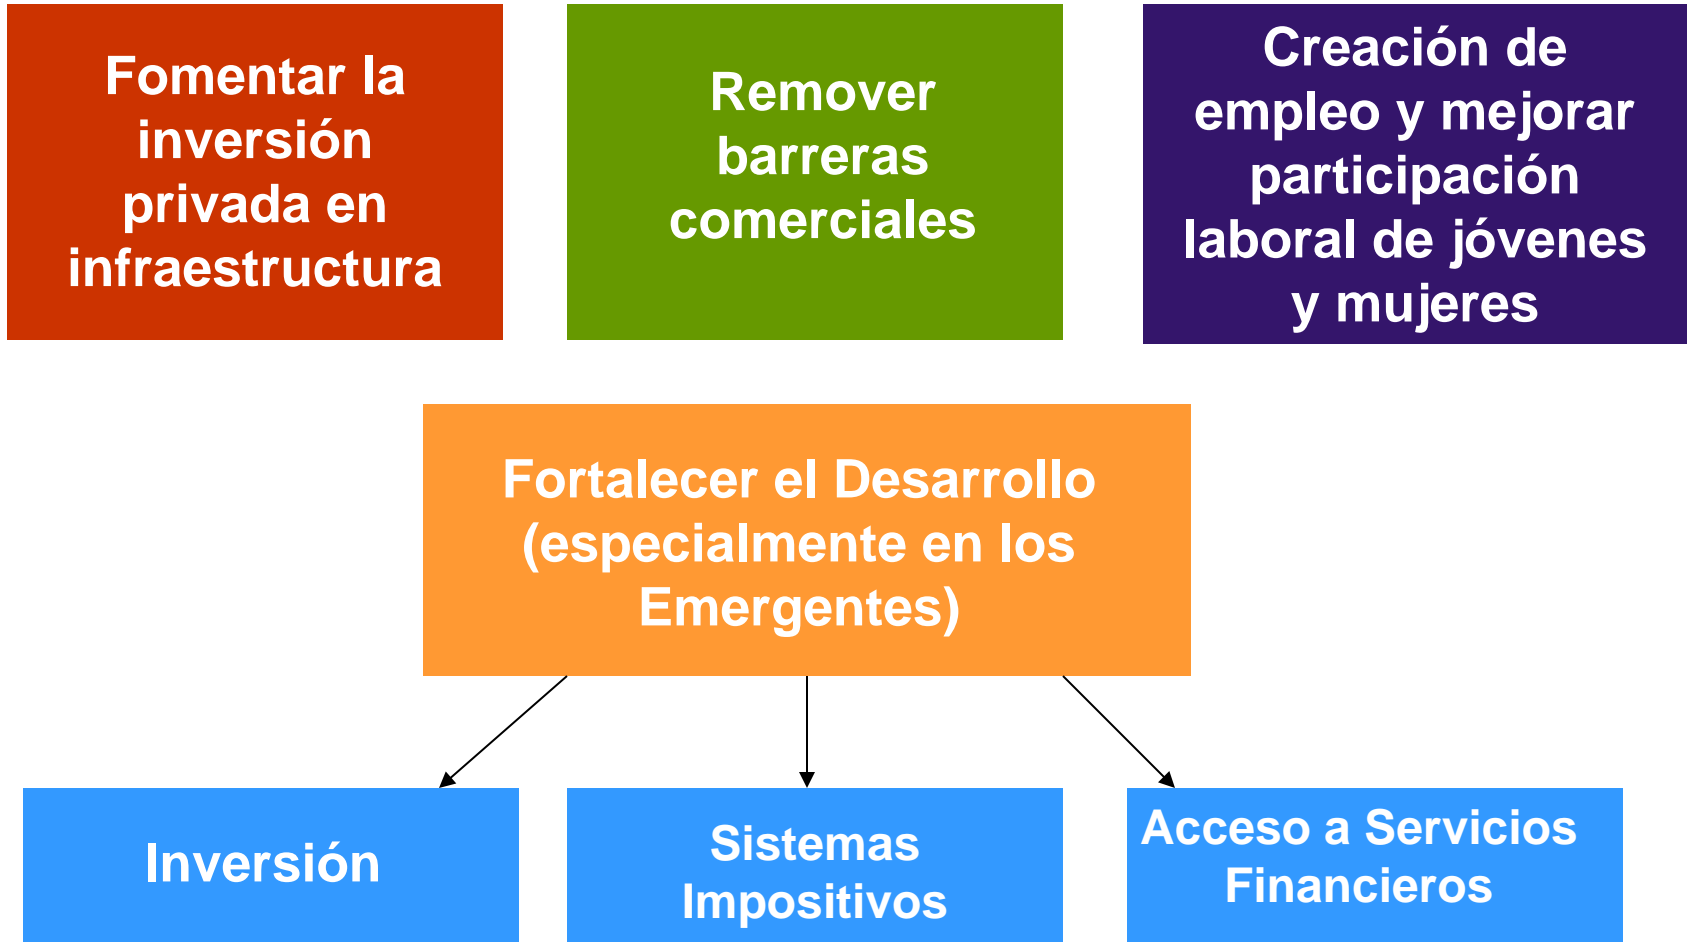 Fomentar la
inversión
privada en
infraestructura
Remover
barreras
comerciales
Creación de
empleo y mejorar
participación
laboral de jóvenes
y mujeres
Fortalecer el Desarrollo
(especialmente en los
Emergentes)
Inversión
Sistemas
Impositivos
Acceso a Servicios
Financieros